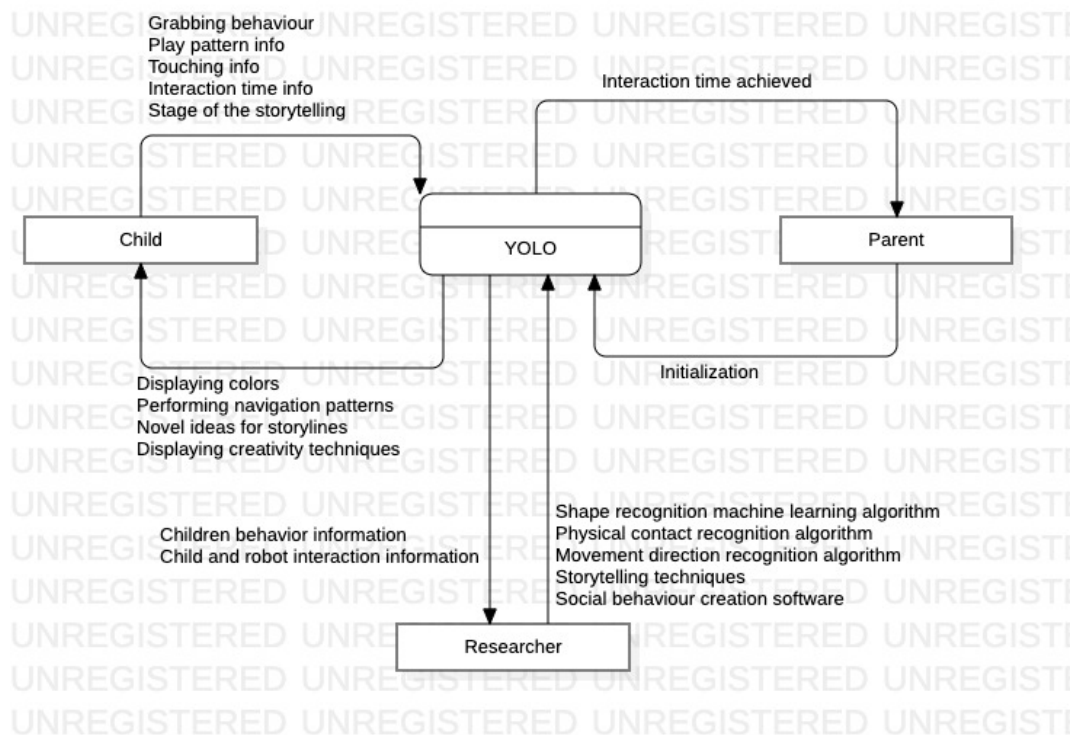 Grabbing behaviour
Play pattern info
Touching info
Interaction time info
Stage of the storytelling
Interaction time achieved
Child
YOLO
Parent
Initialization
Displaying colors
Performing navigation patterns
Novel ideas for storylines
Displaying creativity techniques
Children behavior information
Child and robot interaction information
Shape recognition machine learning algorithm
Physical contact recognition algorithm
Movement direction recognition algorithm
Storytelling techniques
Social behaviour creation software
Researcher
UNREGISTERED